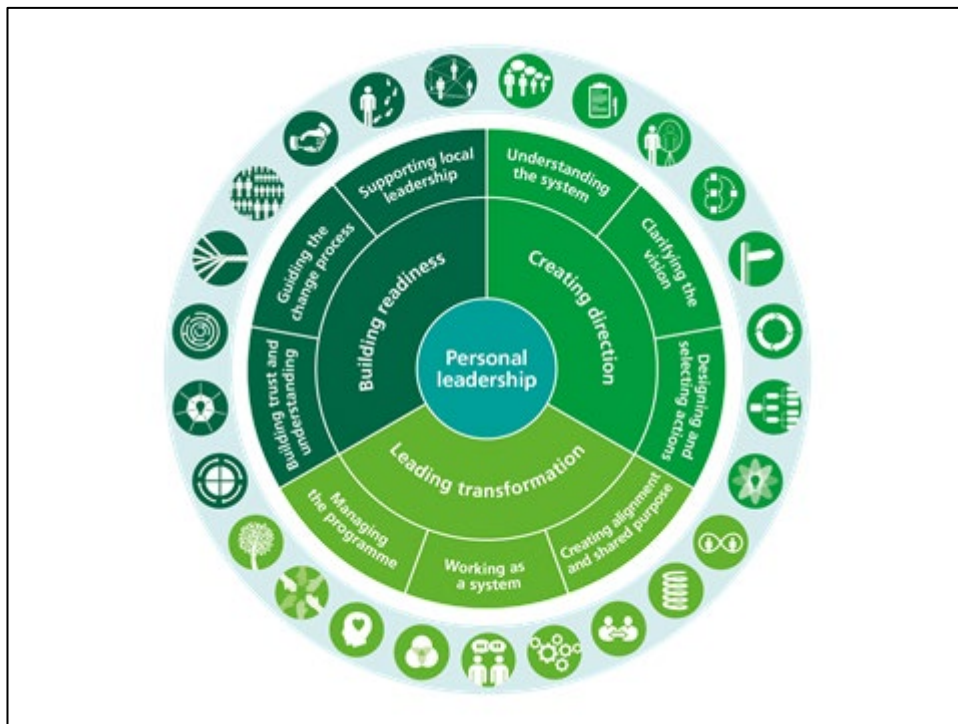 Personal
leadership
Creating direction
Understanding
the system
Clarifying the
vision
Designing and
selecting actions
Leading transformation
Creating alignment
and shared purpose
Working as
a system
Managing
the programme
Building readiness
Building trust and
understanding
Guiding the
change process
Supporting local
leadership